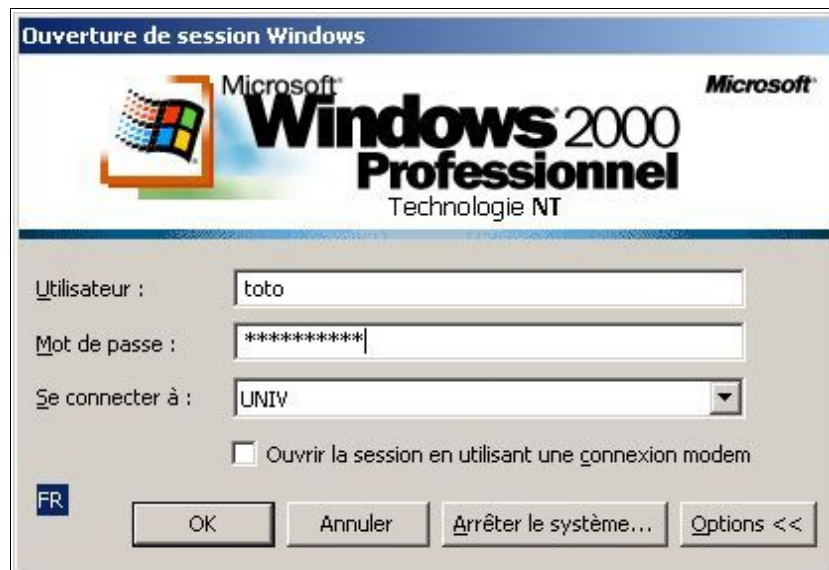 Ouverture de session Windows
Microsoft
Microsoft
Windows 2000
Professionnel
Technologie NT
Utilisateur : toto
Mot de passe : **********
Se connecter à : UNIV
Ouvrir la session en utilisant une connexion modem
FR
OK Annuler Arrêter le système... Options <<